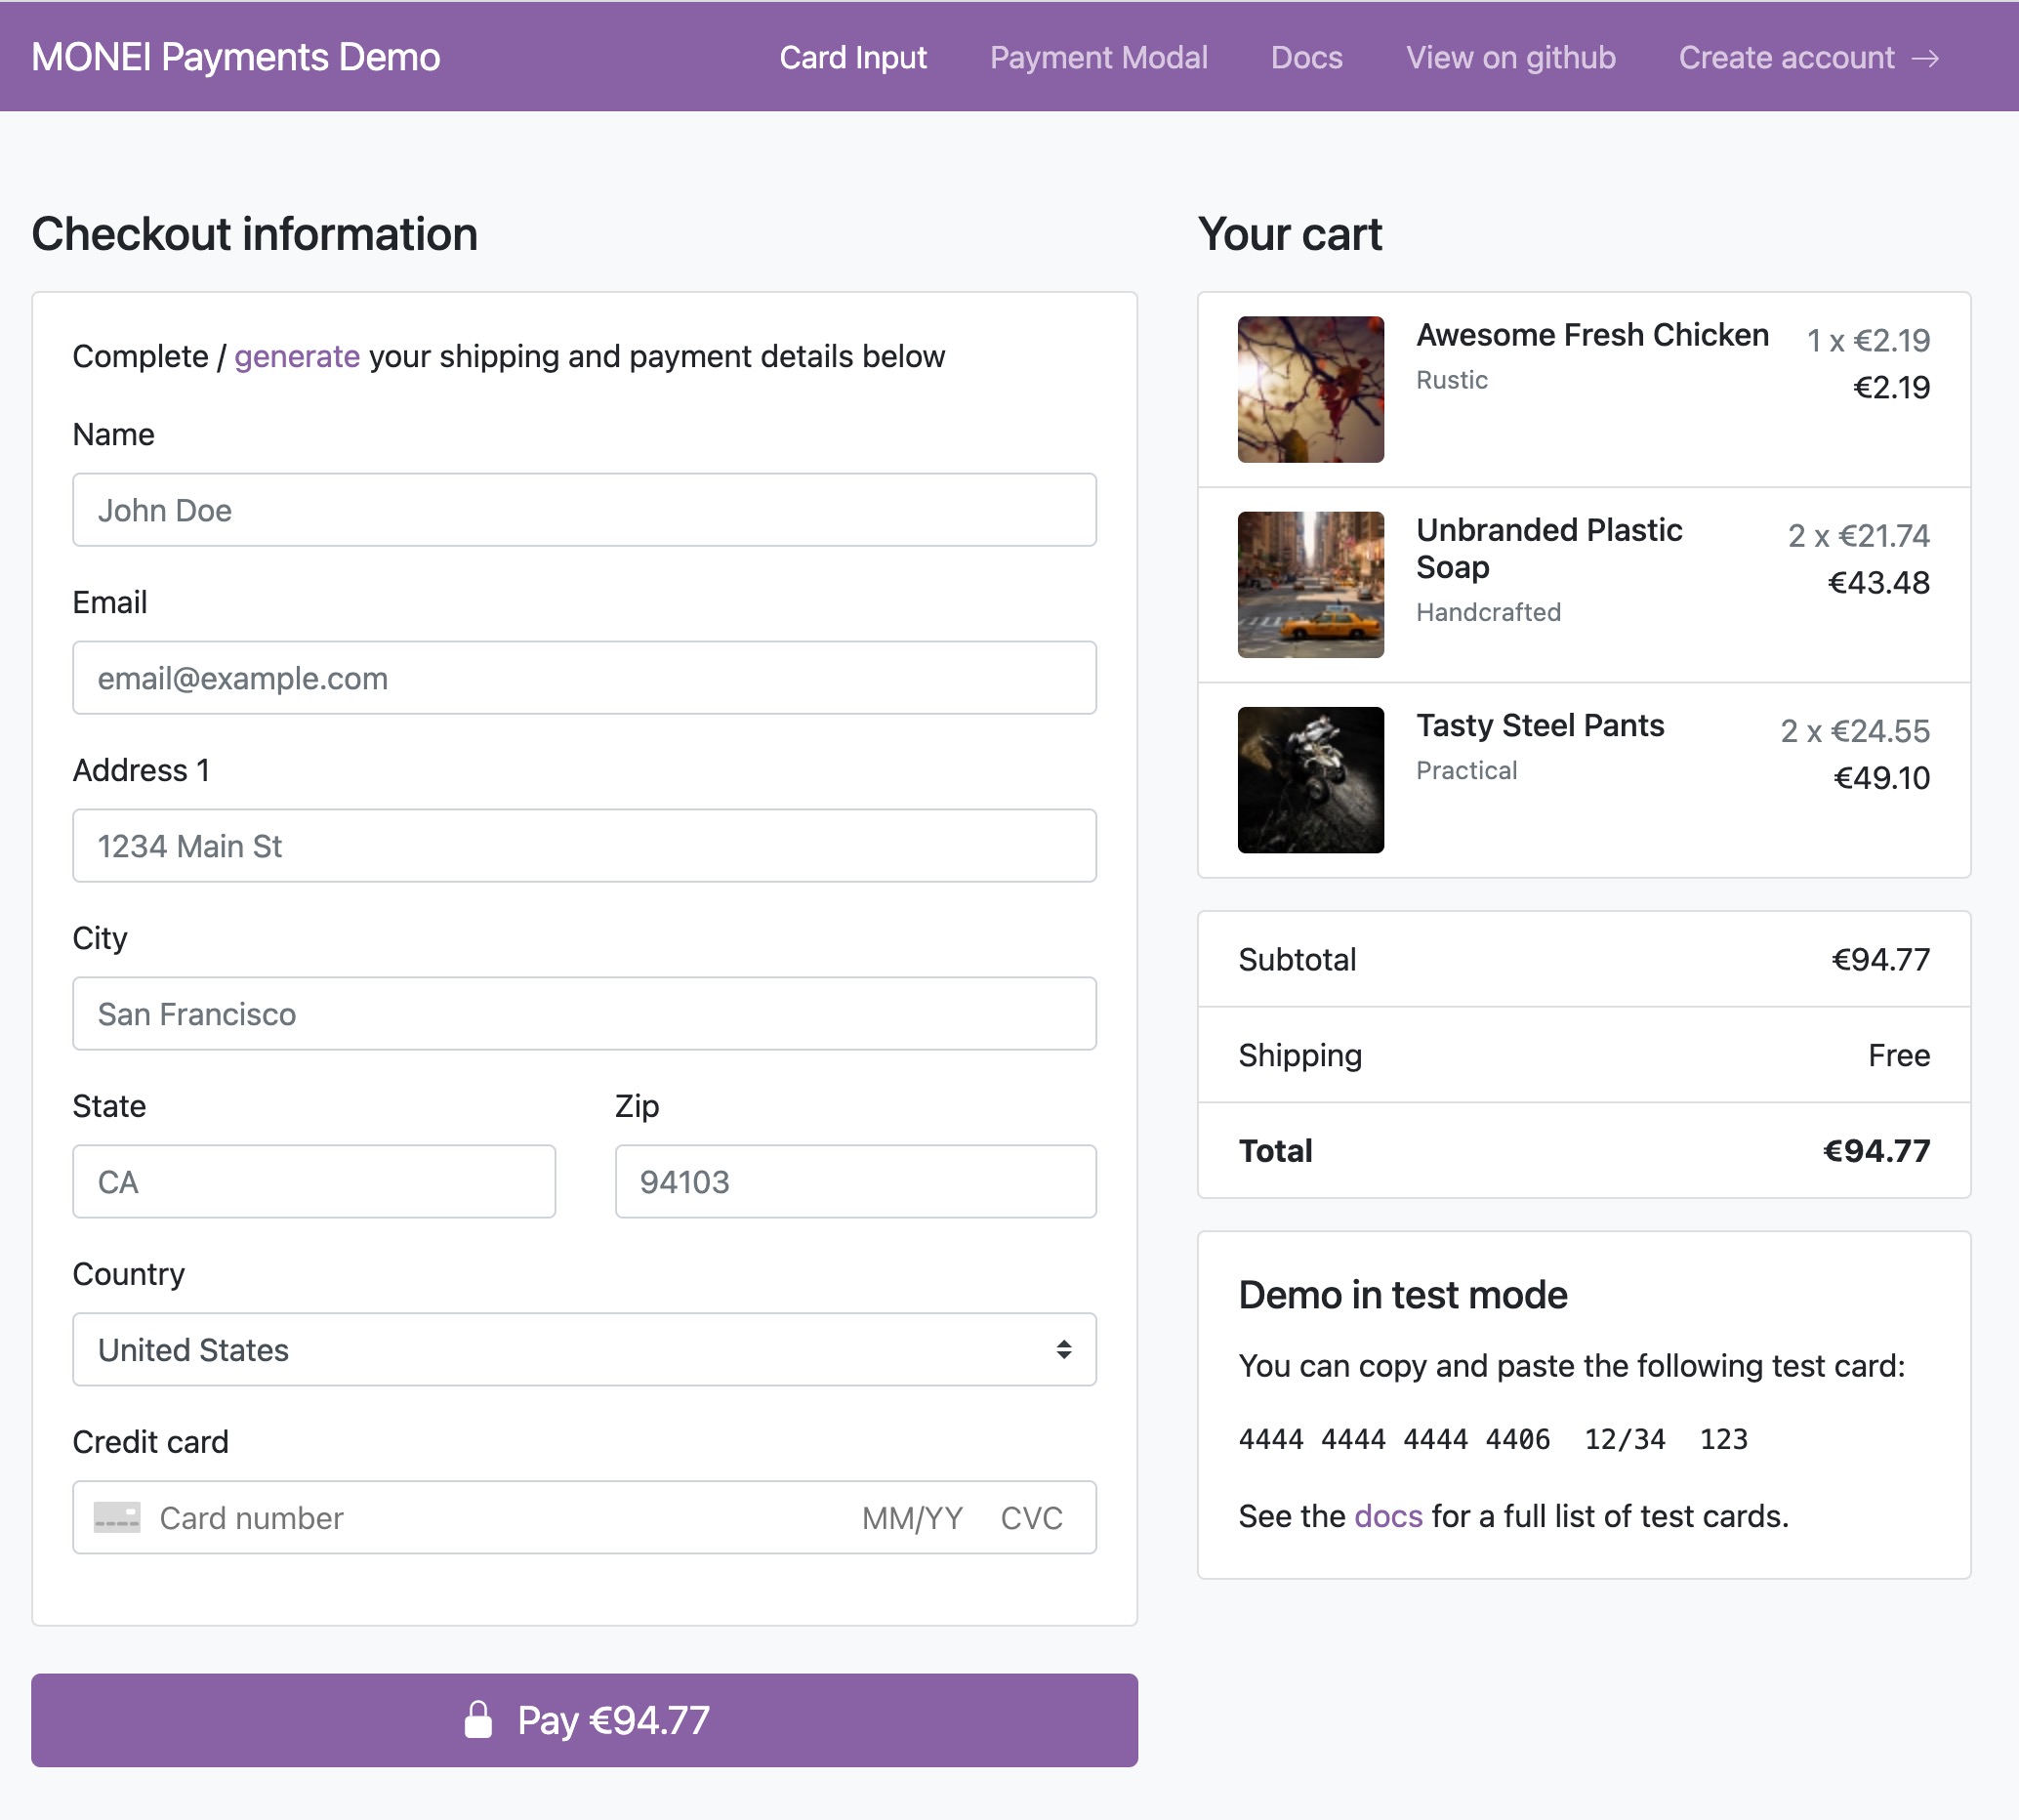 MONEI Payments Demo
Card Input
Payment Modal
Docs
View on github
Create account →
Checkout information
Complete / generate your shipping and payment details below
Name
John Doe
Email
email@example.com
Address 1
1234 Main St
City
San Francisco
State
Zip
CA
94103
Country
United States
Credit card
Card number MM/YY CVC
Pay €94.77
Your cart
Awesome Fresh Chicken
1 x €2.19
Rustic
€2.19
Unbranded Plastic
Soap
2 x €21.74
€43.48
Handcrafted
Tasty Steel Pants
2 x €24.55
Practical
€49.10
Subtotal €94.77
Shipping Free
Total €94.77
Demo in test mode
You can copy and paste the following test card:
4444 4444 4444 4406 12/34 123
See the docs for a full list of test cards.